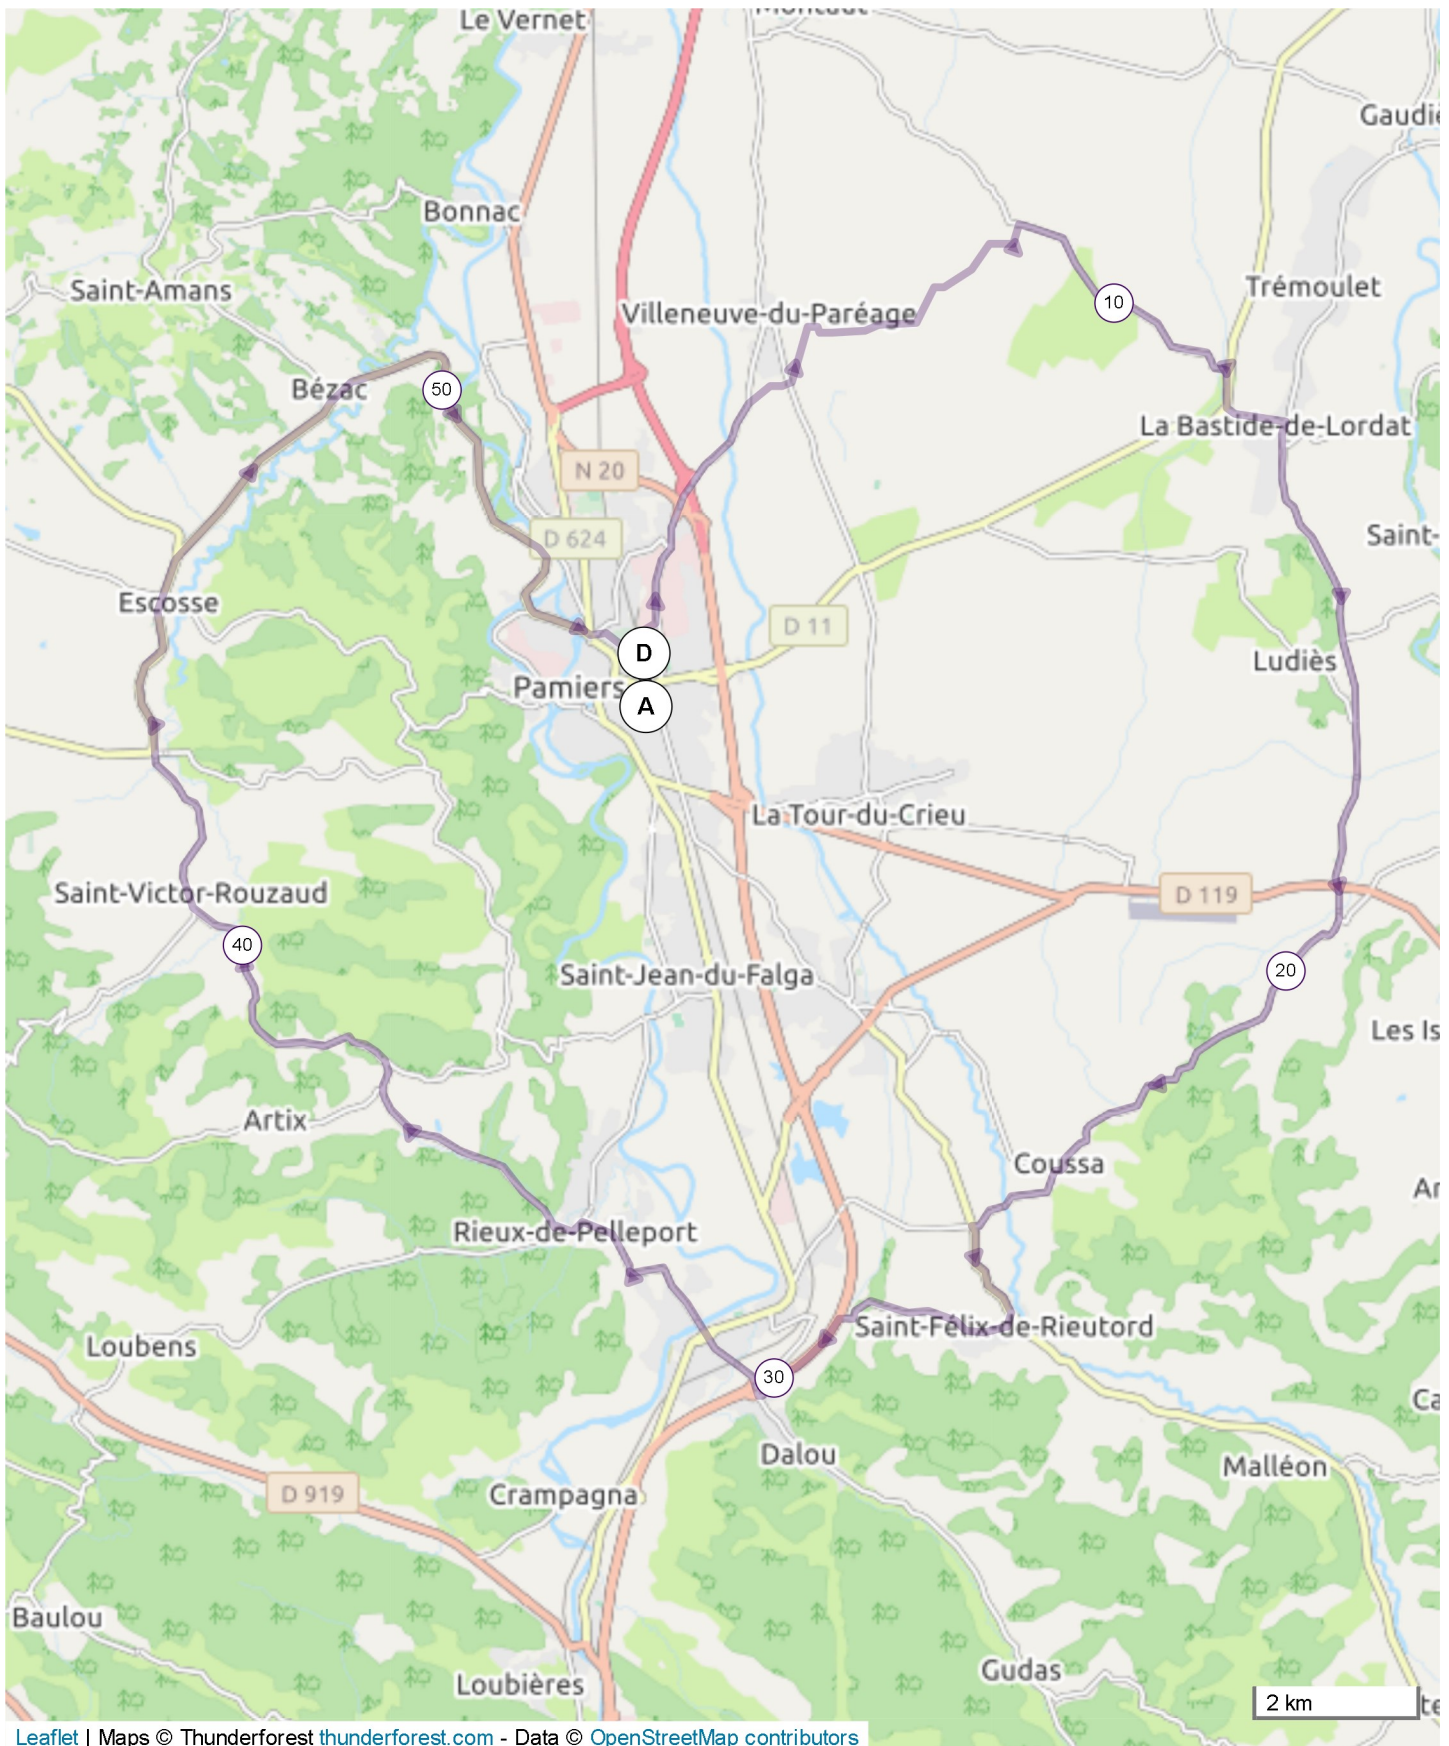 Le Vernet
Gaudiè
Bonnac
Saint-Amans
Trémoulet
10
Villeneuve-du-Paréage
Bézac
50
La Bastide-de-Lordat
N 20
D 624
Saint-
Escosse
D 11
D
Ludiès
Pamiers
A
La Tour-du-Crieu
Saint-Victor-Rouzaud
D 119
40
20
Saint-Jean-du-Falga
Les Is
Artix
Coussa
Ar
Rieux-de-Pelleport
Saint-Félix-de-Rieutord
Loubens
30
Ca
Dalou
Malléon
D 919
Crampagna
Baulou
Gudas
Loubières
2 km
te
Leaflet | Maps © Thunderforest thunderforest.com - Data © OpenStreetMap contributors